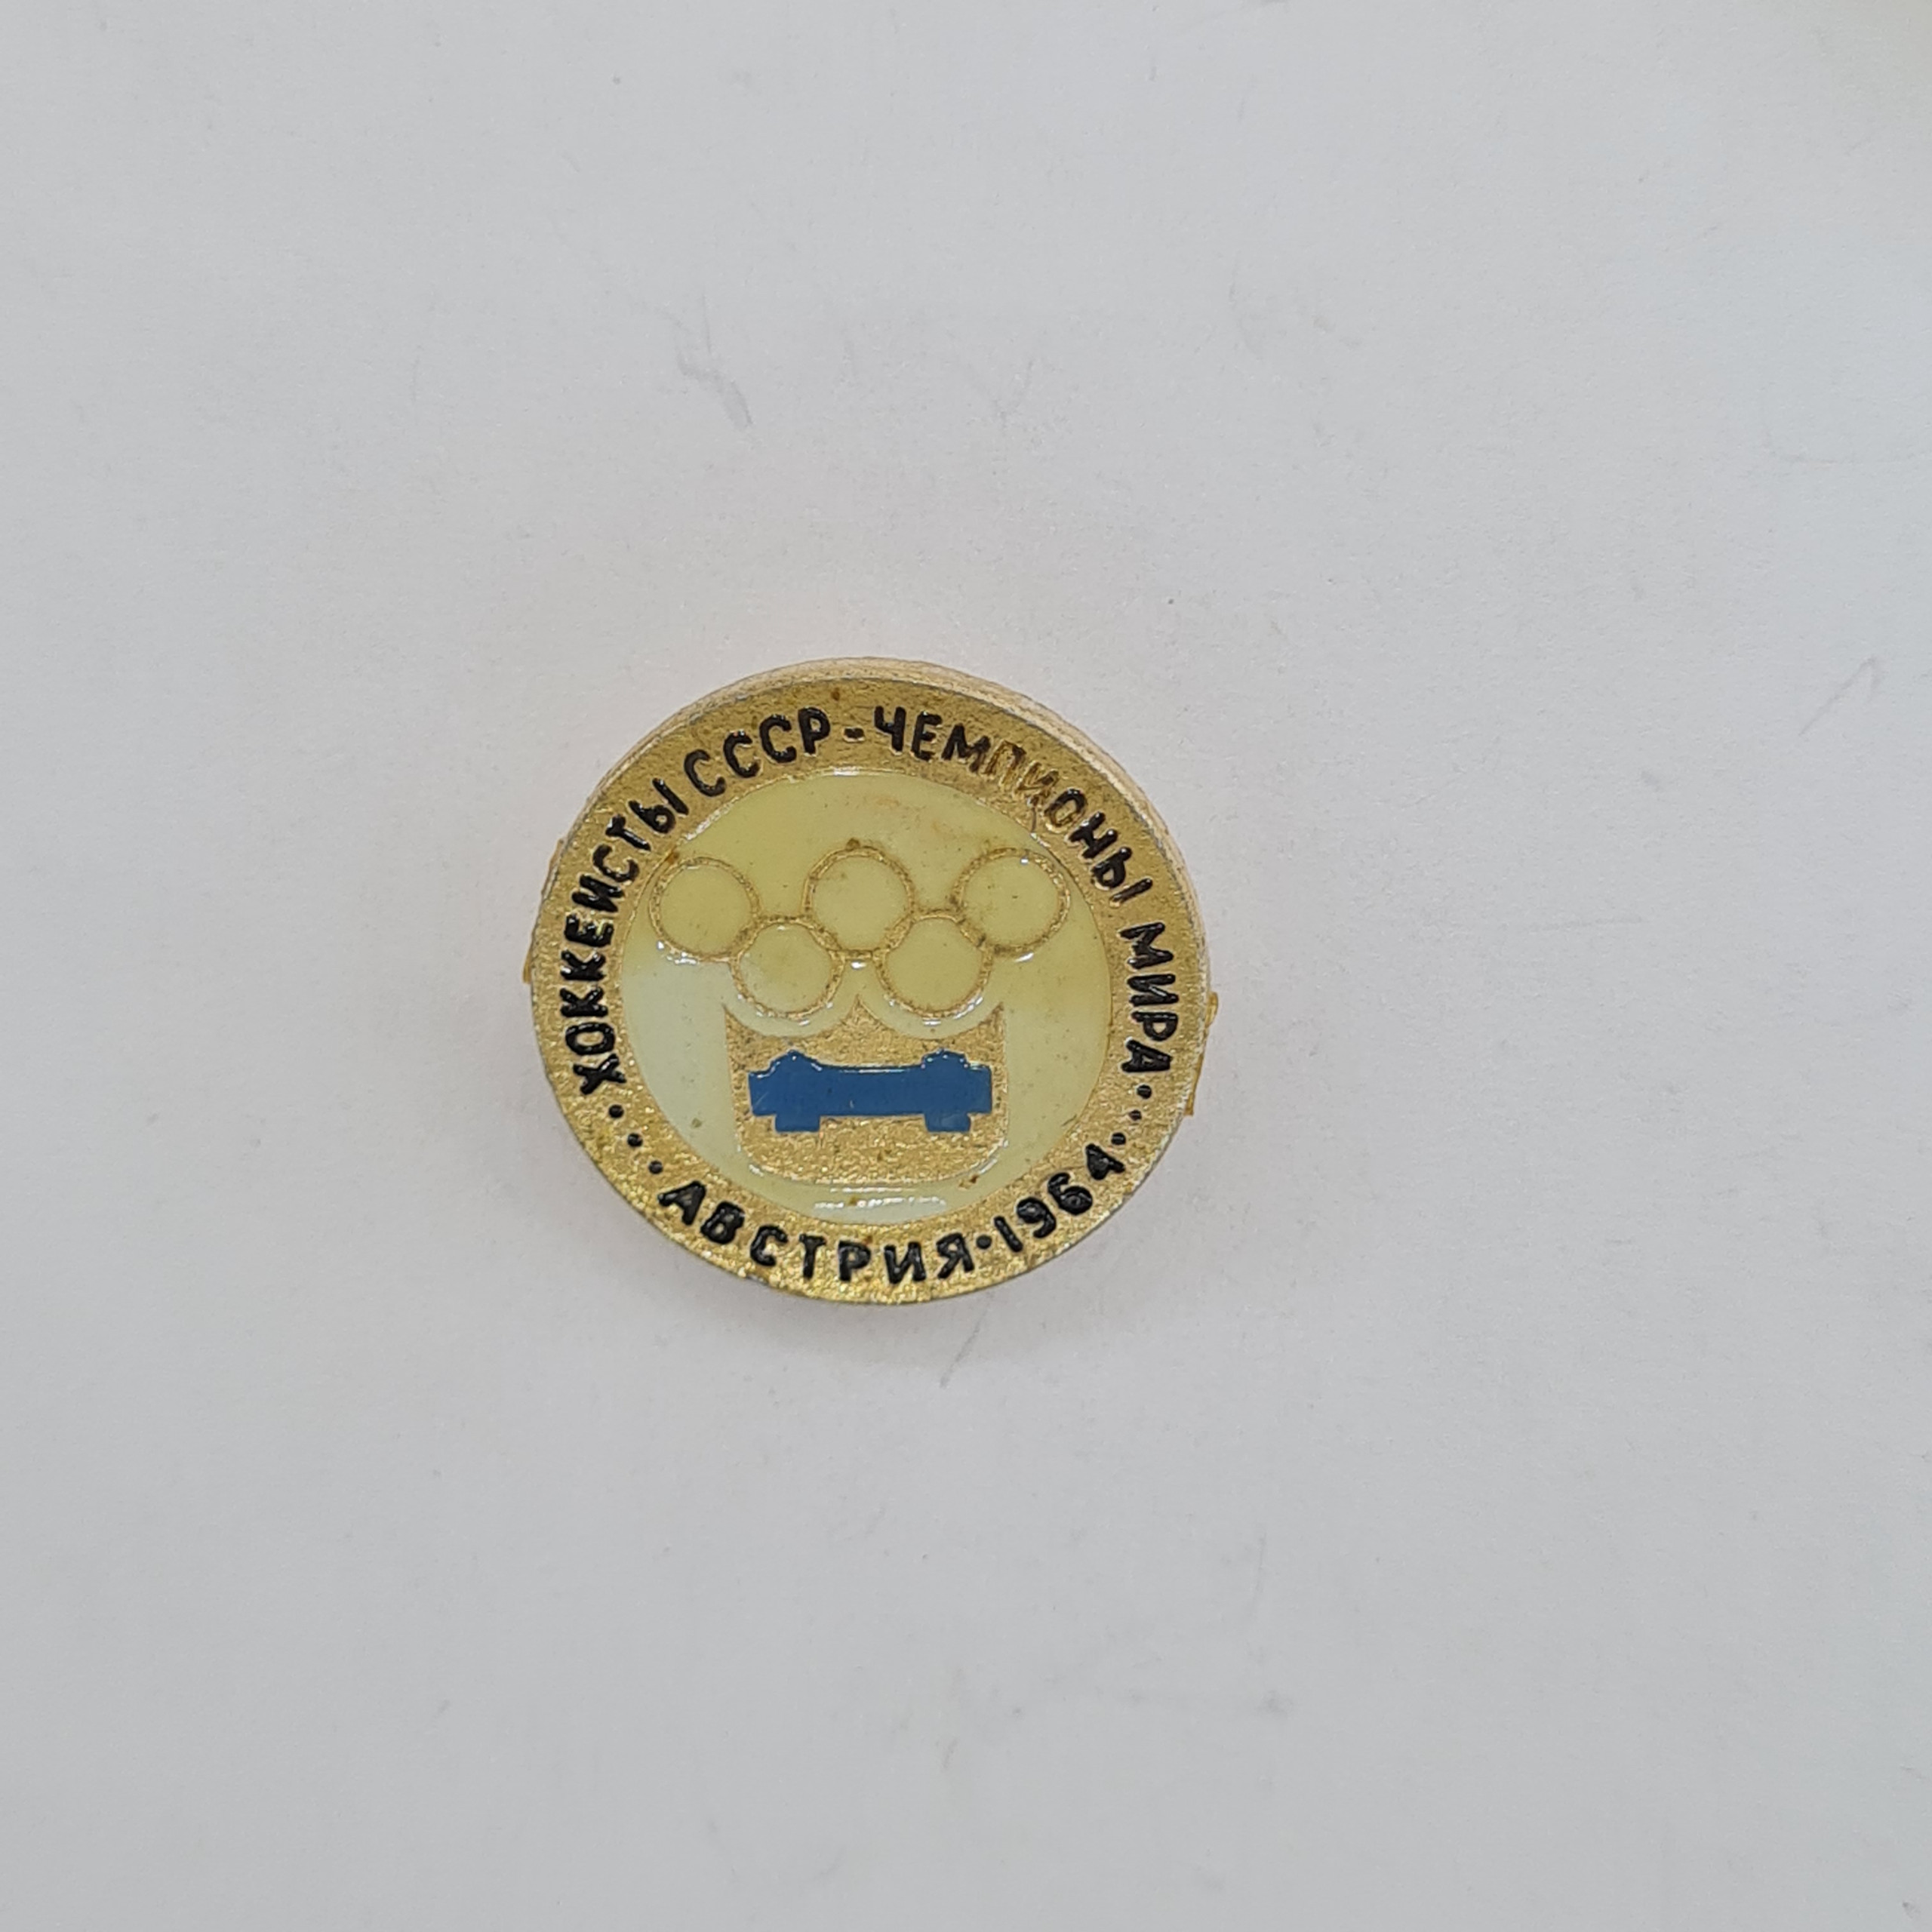 ХОККЕИСТЫ СССР-ЧЕМПИОНЫ МИРА
АВСТРИЯ·1964